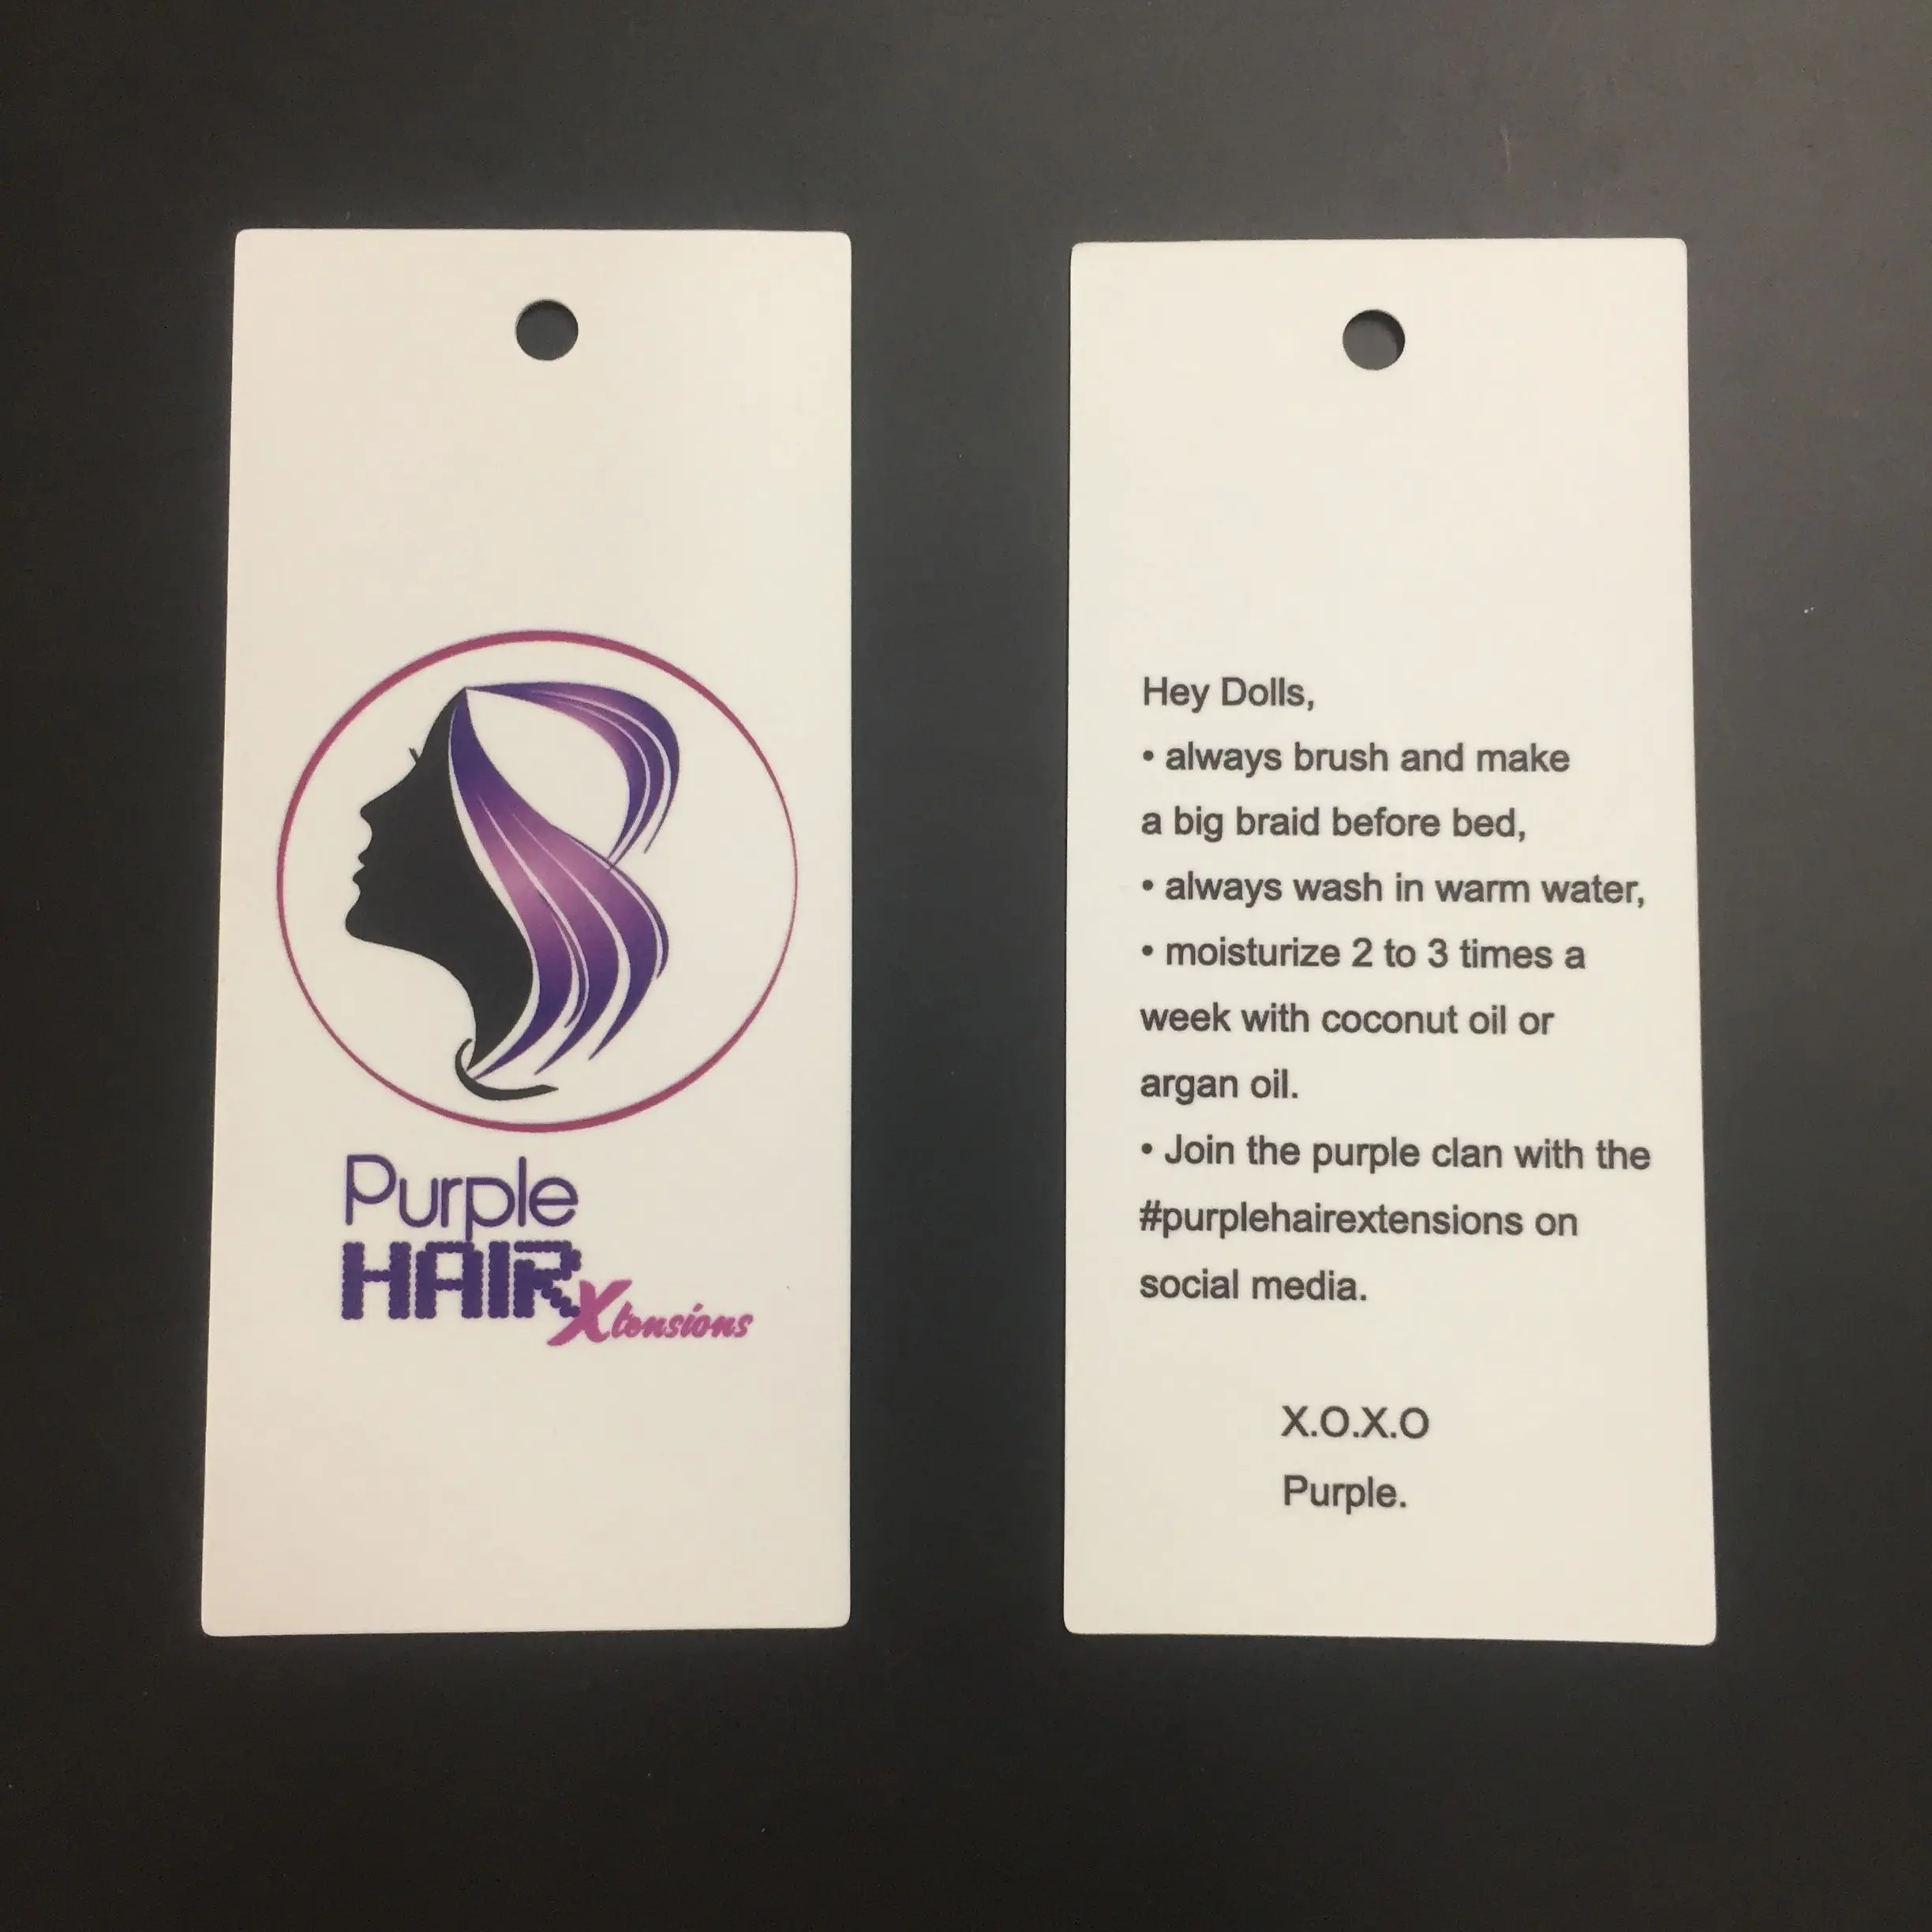 Purple
HAIR Xtensions
Hey Dolls,
• always brush and make
a big braid before bed,
• always wash in warm water,
• moisturize 2 to 3 times a
week with coconut oil or
argan oil.
• Join the purple clan with the
#purplehairextensions on
social media.
X.O.X.O
Purple.